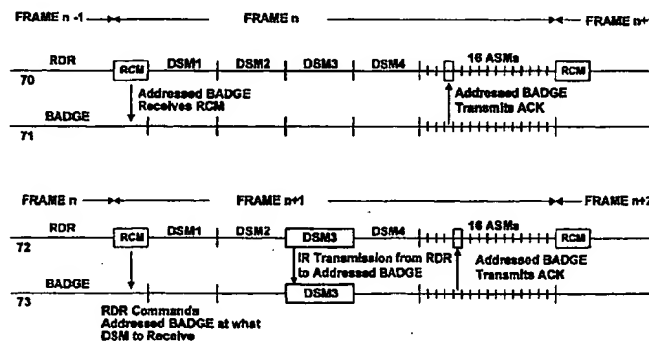 FRAME n -1 FRAME n FRAME n+
RDR RCM DSM1 DSM2 DSM3 DSM4 16 ASMs RCM
70
Addressed BADGE
Receives RCM
Addressed BADGE
Transmits ACK
BADGE
71
FRAME n FRAME n+1 FRAME n+2
RDR RCM DSM1 DSM2 DSM3 DSM4 16 ASMs RCM
72
IR Transmission from RDR
to Addressed BADGE
Addressed BADGE
Transmits ACK
BADGE DSM3
73
RDR Commands
Addressed BADGE at what
DSM to Receive